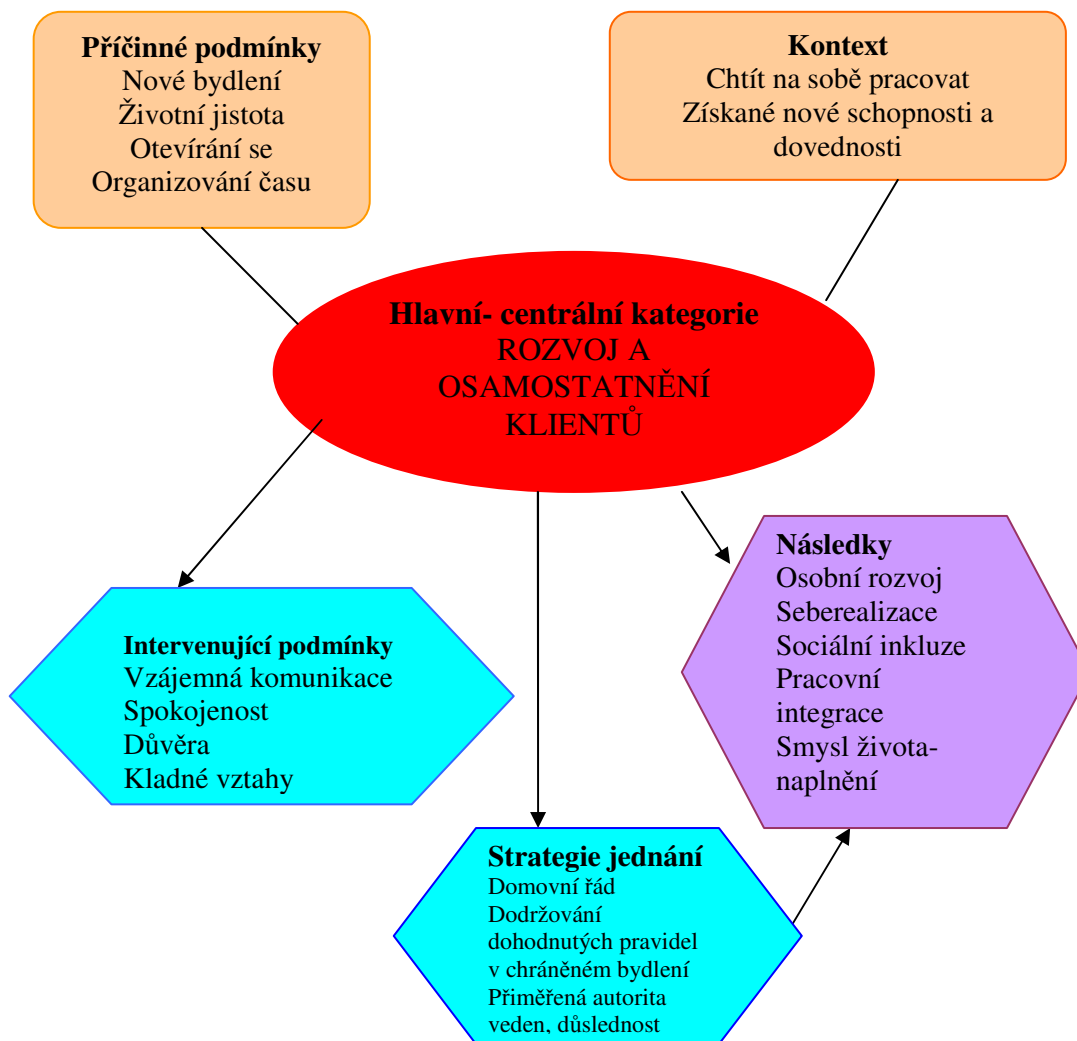 Příčinné podmínky
Nové bydlení
Životní jistota
Otevírání se
Organizování času
Kontext
Chtít na sobě pracovat
Získané nové schopnosti a
dovednosti
Hlavní- centrální kategorie
ROZVOJ A
OSAMOSTATNĚNÍ
KLIENTŮ
Intervenující podmínky
Vzájemná komunikace
Spokojenost
Důvěra
Kladné vztahy
Následky
Osobní rozvoj
Seberealizace
Sociální inkluze
Pracovní
integrace
Smysl života-
naplnění
Strategie jednání
Domovní řád
Dodržování
dohodnutých pravidel
v chráněném bydlení
Přiměřená autorita
veden, důslednost